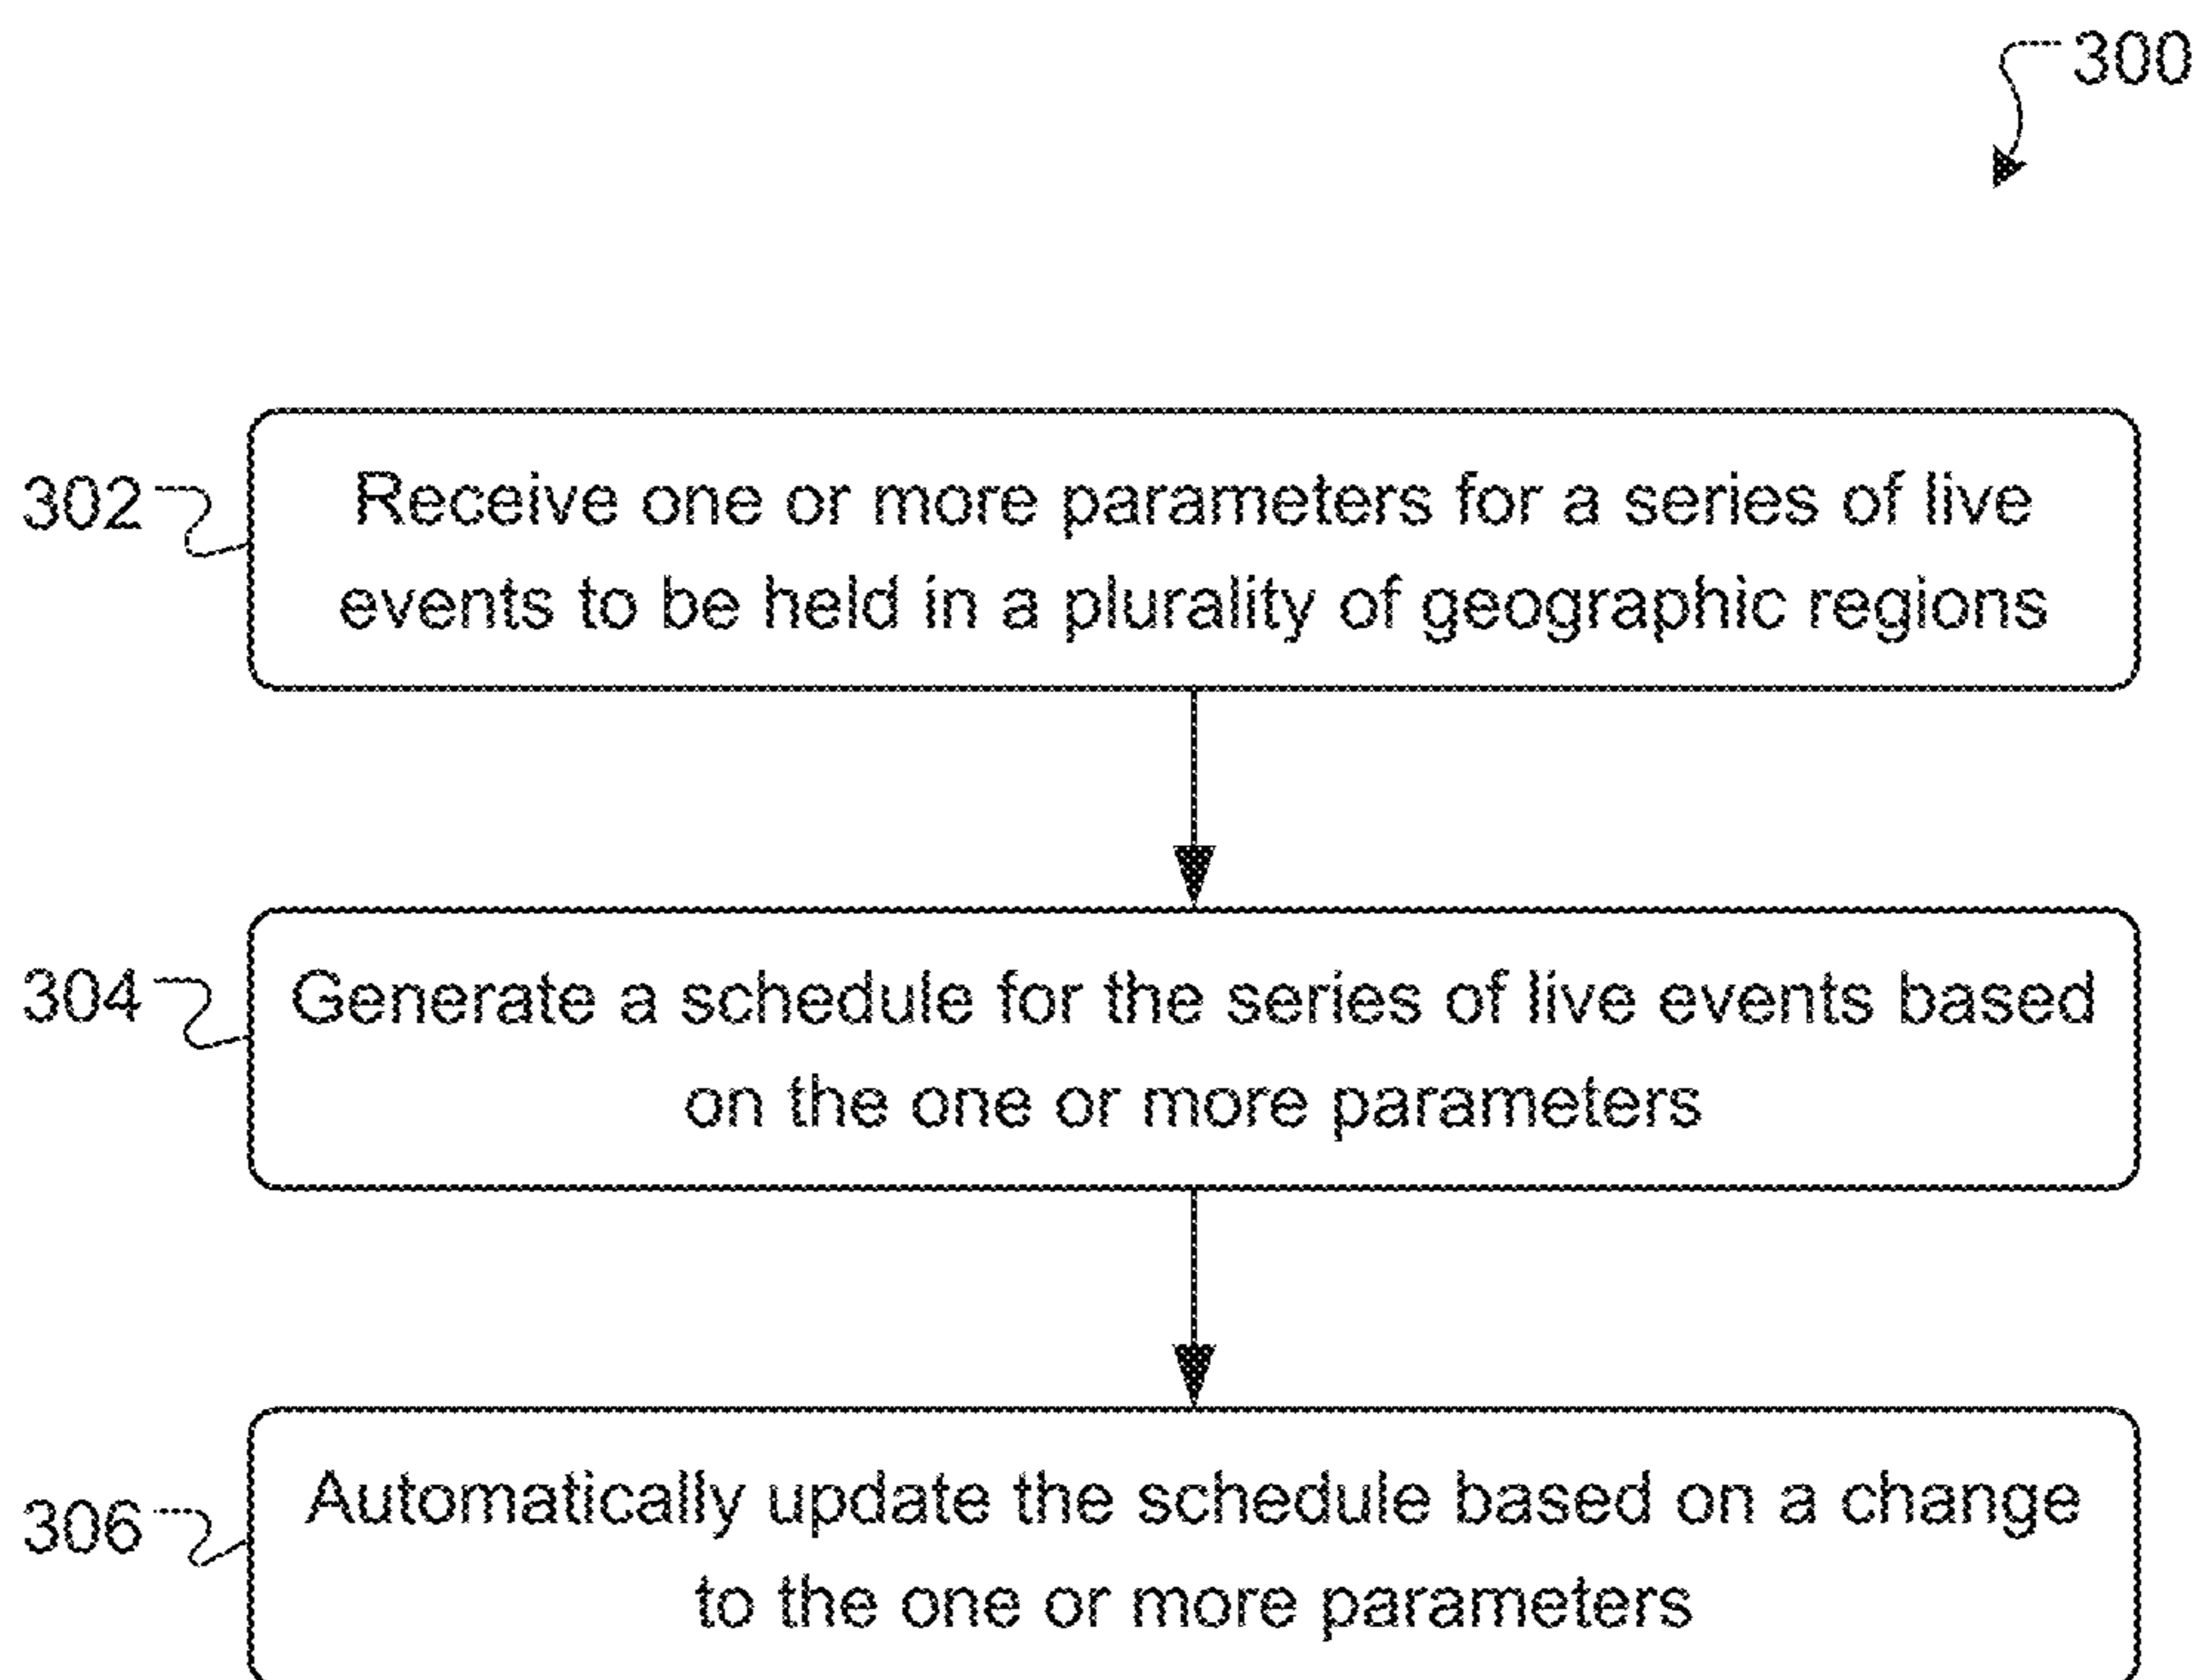 300
302
Receive one or more parameters for a series of live
events to be held in a plurality of geographic regions
304
Generate a schedule for the series of live events based
on the one or more parameters
306
Automatically update the schedule based on a change
to the one or more parameters